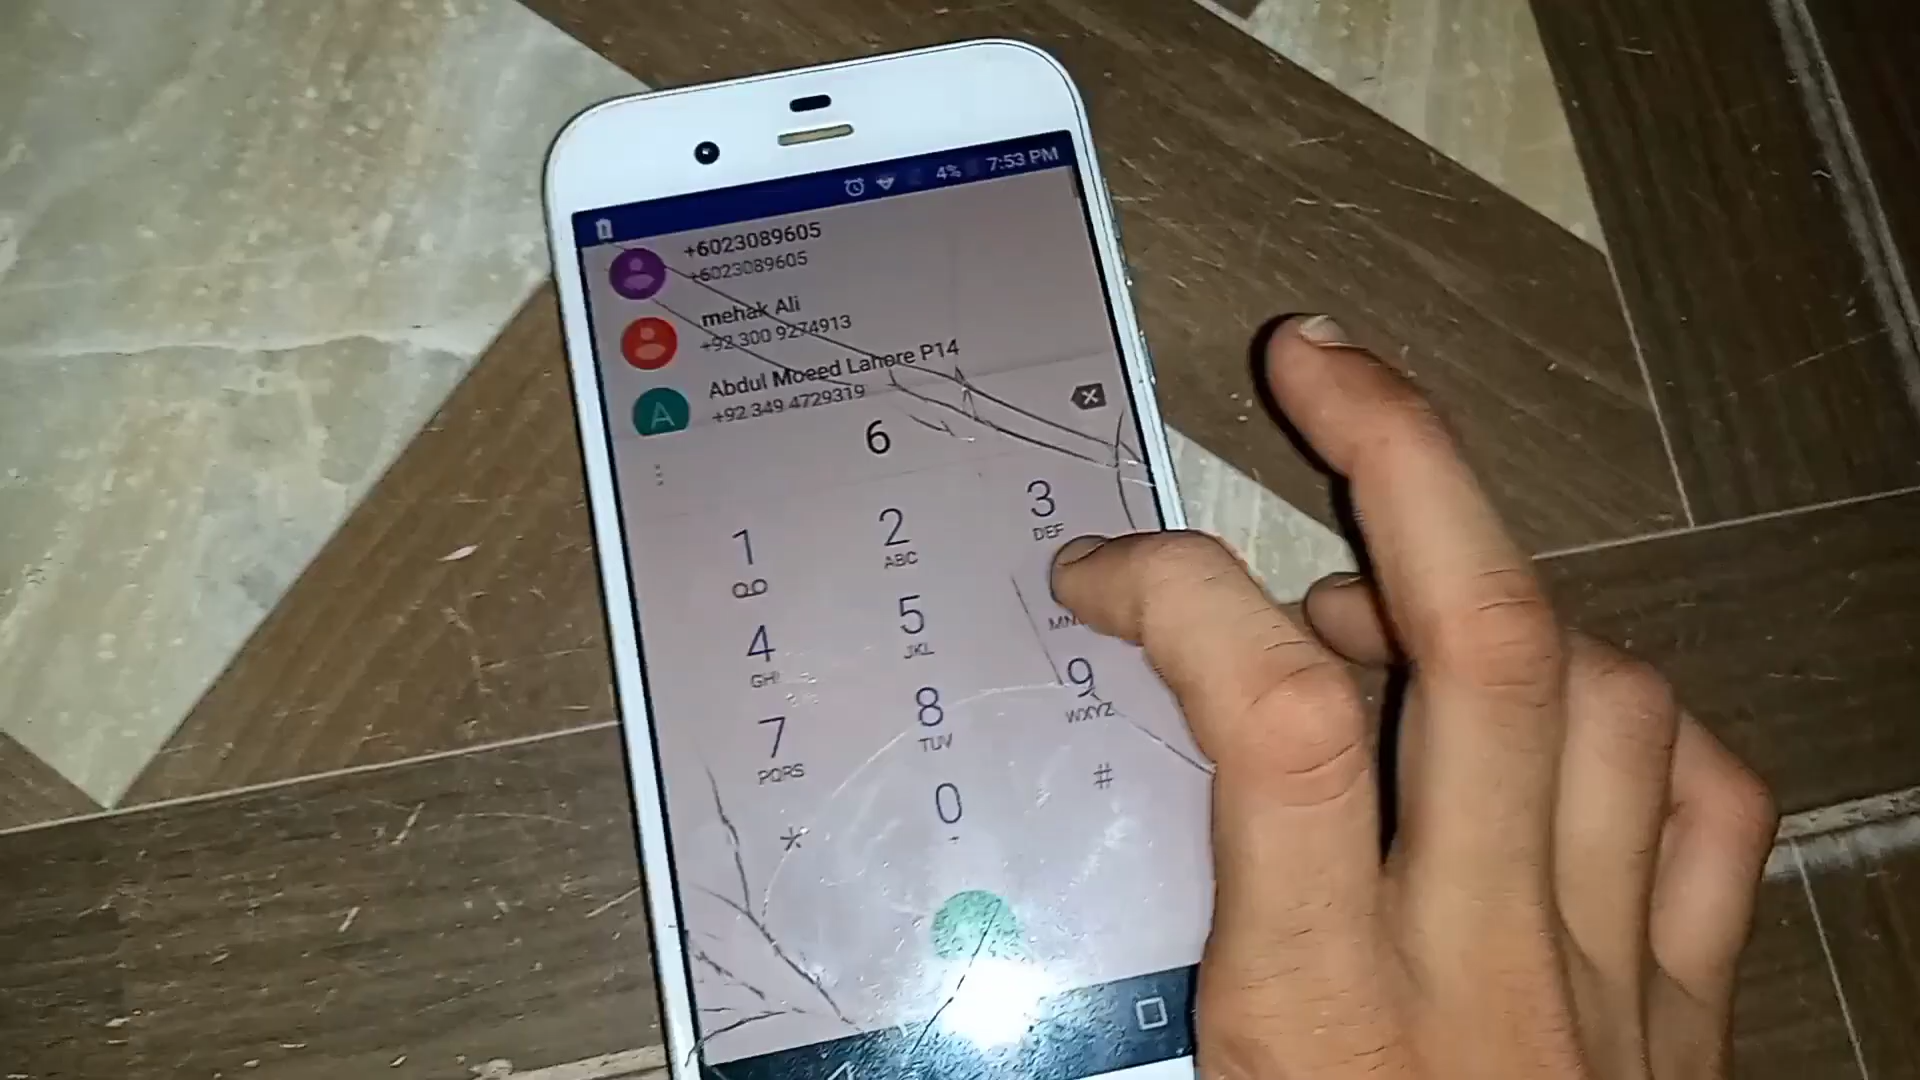 4% 7:53 PM
+6023089605
+6023089605
mehak Ali
+92 300 9274913
Abdul Moeed Lahore P14
+92 349 4729319
A
6
1
2 ABC
3 DEF
4 GHI
5 JKL
7 PQRS
8 TUV
9 WXYZ
*
0
#